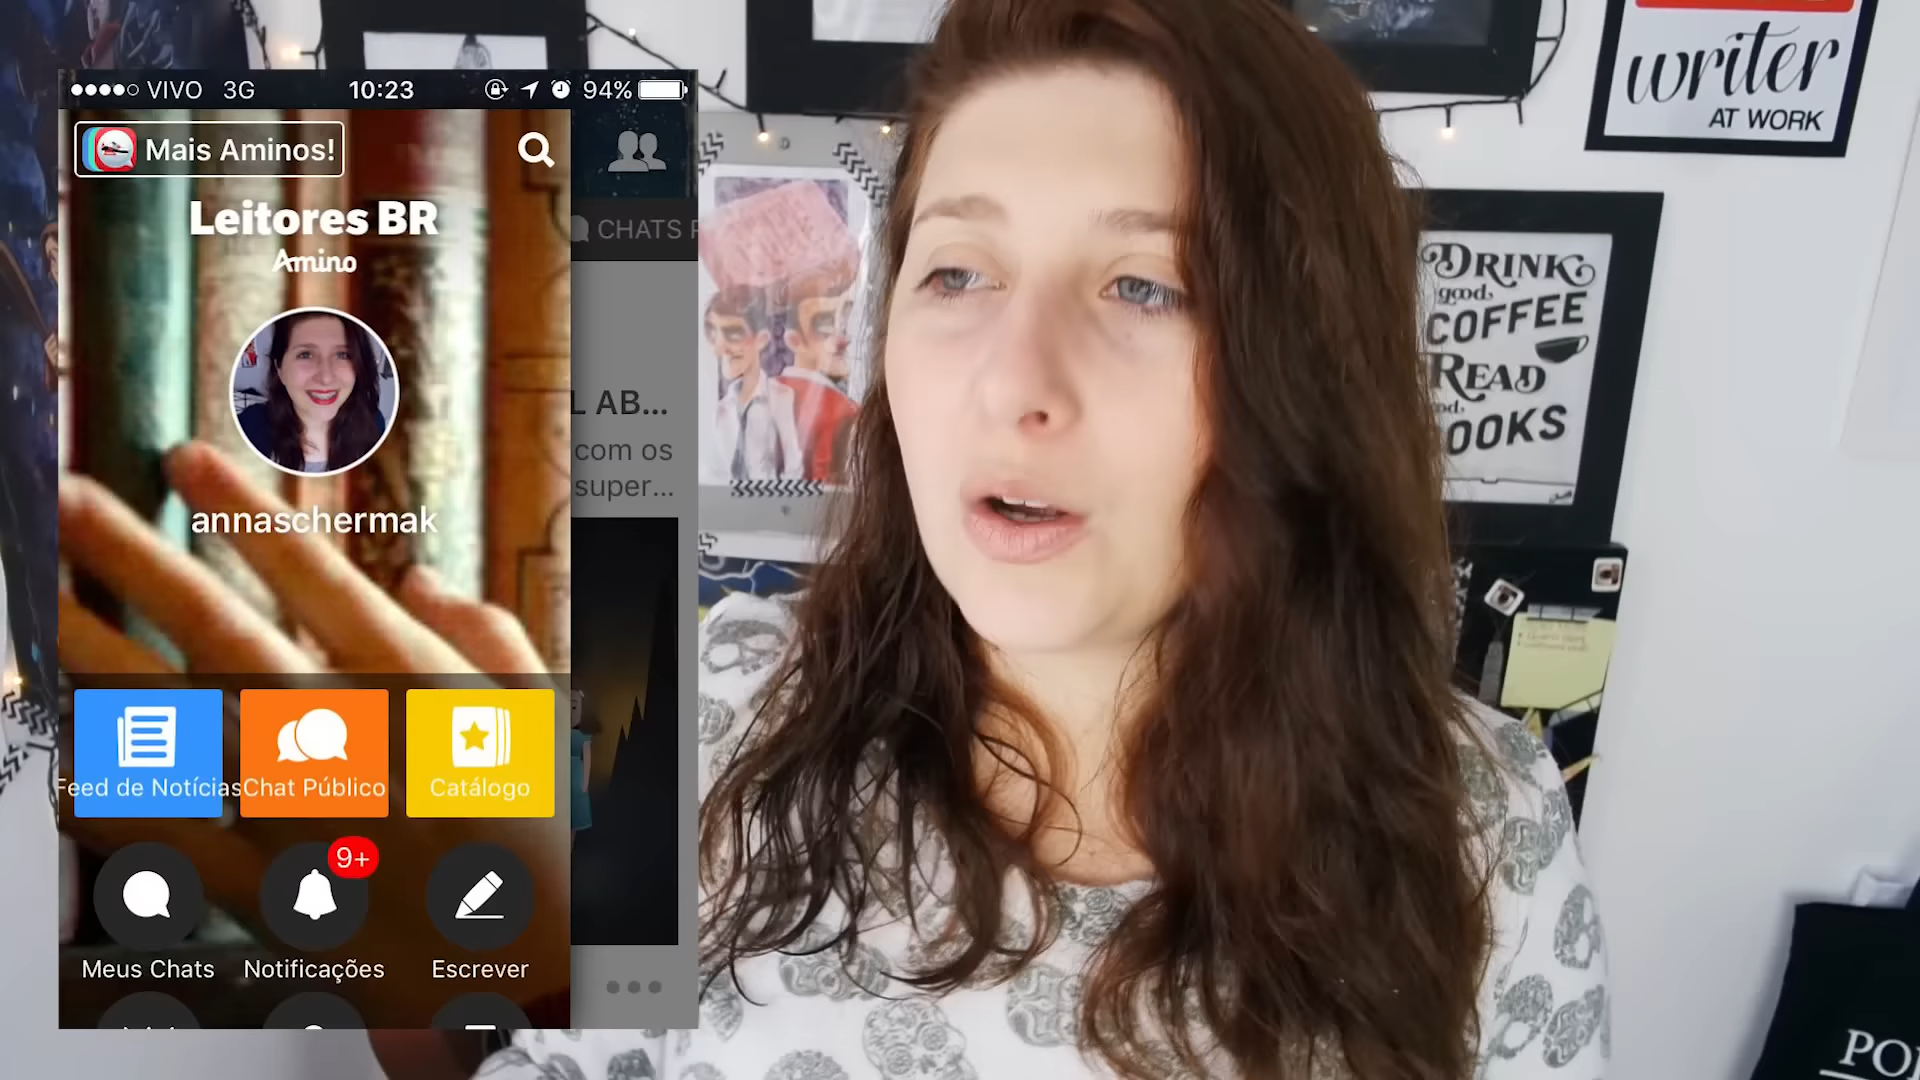 VIVO 3G 10:23 94%
Mais Aminos!
Leitores BR
Amino
CHATS
annaschermak
L AB...
com os
super...
Feed de Notícias
Chat Público
Catálogo
9+
Meus Chats
Notificações
Escrever
writer
AT WORK
DRINK
good
COFFEE
READ
OOKS
PO